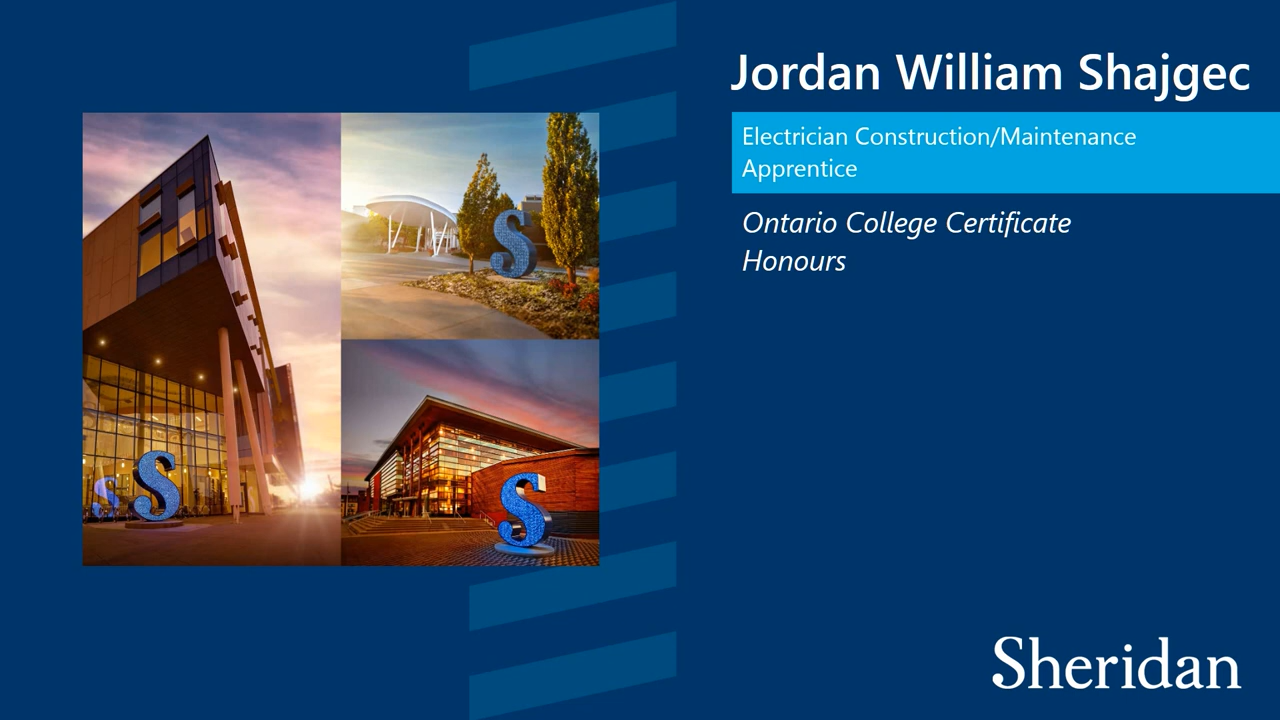 Jordan William Shajgec
Electrician Construction/Maintenance
Apprentice
Ontario College Certificate
Honours
S
S
S
S
Sheridan